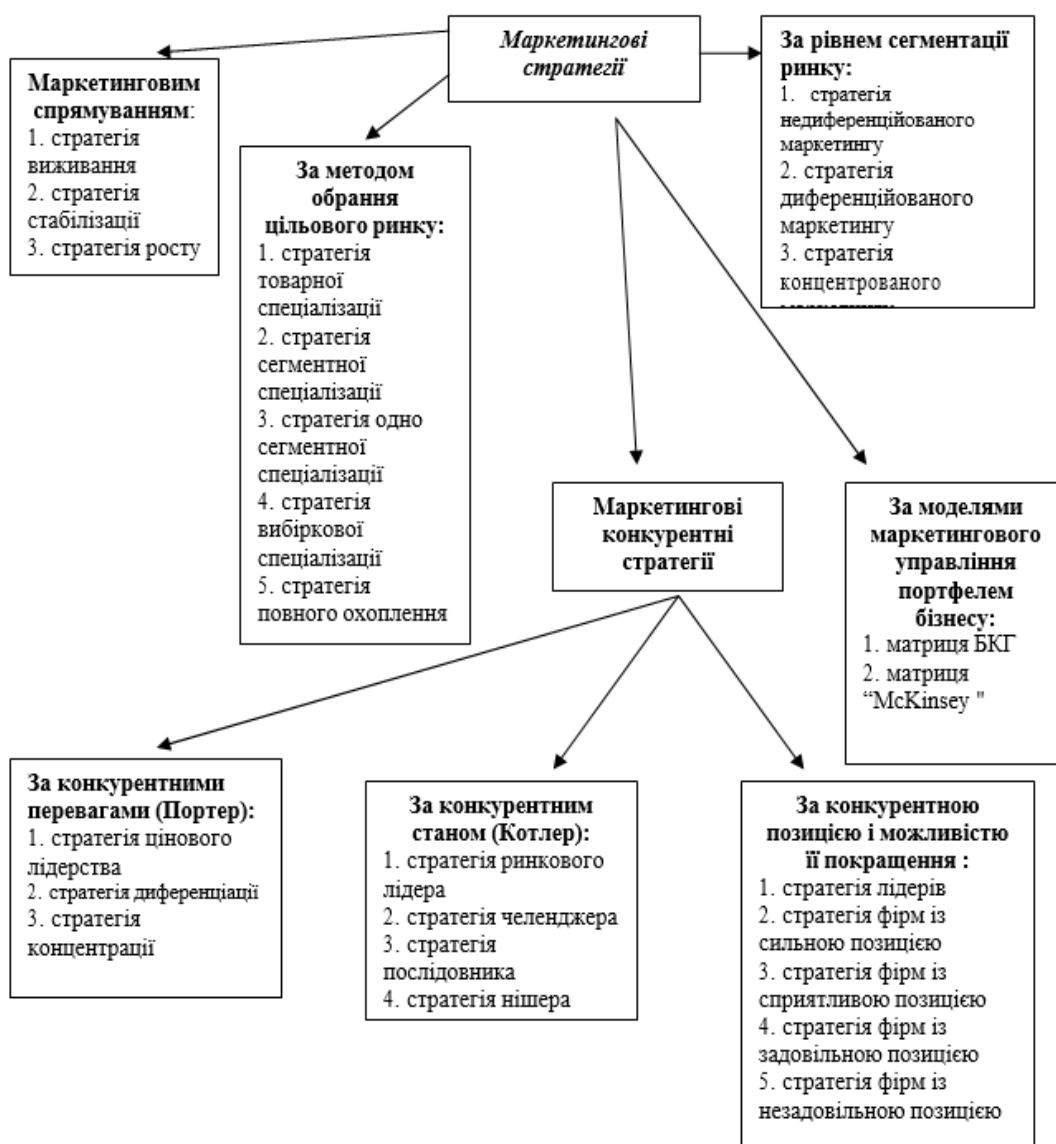 Маркетингові
стратегії
Маркетинговим
спрямуванням:
1. стратегія
виживання
2. стратегія
стабілізації
3. стратегія росту
За методом
обрання
цільового ринку:
1. стратегія
товарної
спеціалізації
2. стратегія
сегментної
спеціалізації
3. стратегія одно
сегментної
спеціалізації
4. стратегія
вибіркової
спеціалізації
5. стратегія
повного охоплення
За рівнем сегментації
ринку:
1. стратегія
недиференційованого
маркетингу
2. стратегія
диференційованого
маркетингу
3. стратегія
концентрованого
Маркетингові
конкурентні
стратегії
За моделями
маркетингового
управління
портфелем
бізнесу:
1. матриця БКГ
2. матриця
“McKinsey "
За конкурентними
перевагами (Портер):
1. стратегія цінового
лідерства
2. стратегія диференціації
3. стратегія
концентрації
За конкурентним
станом (Котлер):
1. стратегія ринкового
лідера
2. стратегія челенджера
3. стратегія
послідовника
4. стратегія нішера
За конкурентною
позицією і можливістю
її покращення :
1. стратегія лідерів
2. стратегія фірм із
сильною позицією
3. стратегія фірм із
сприятливою позицією
4. стратегія фірм із
задовільною позицією
5. стратегія фірм із
незадовільною позицією